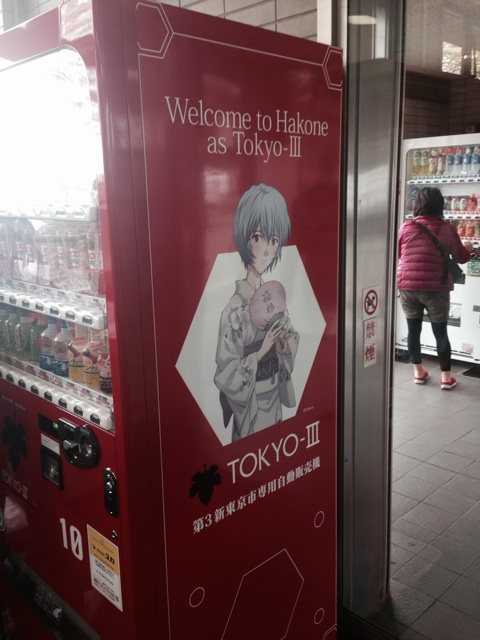 Welcome to Hakone
as Tokyo-III
TOKYO-III
第3新東京市専用自動販売機
10
禁
煙